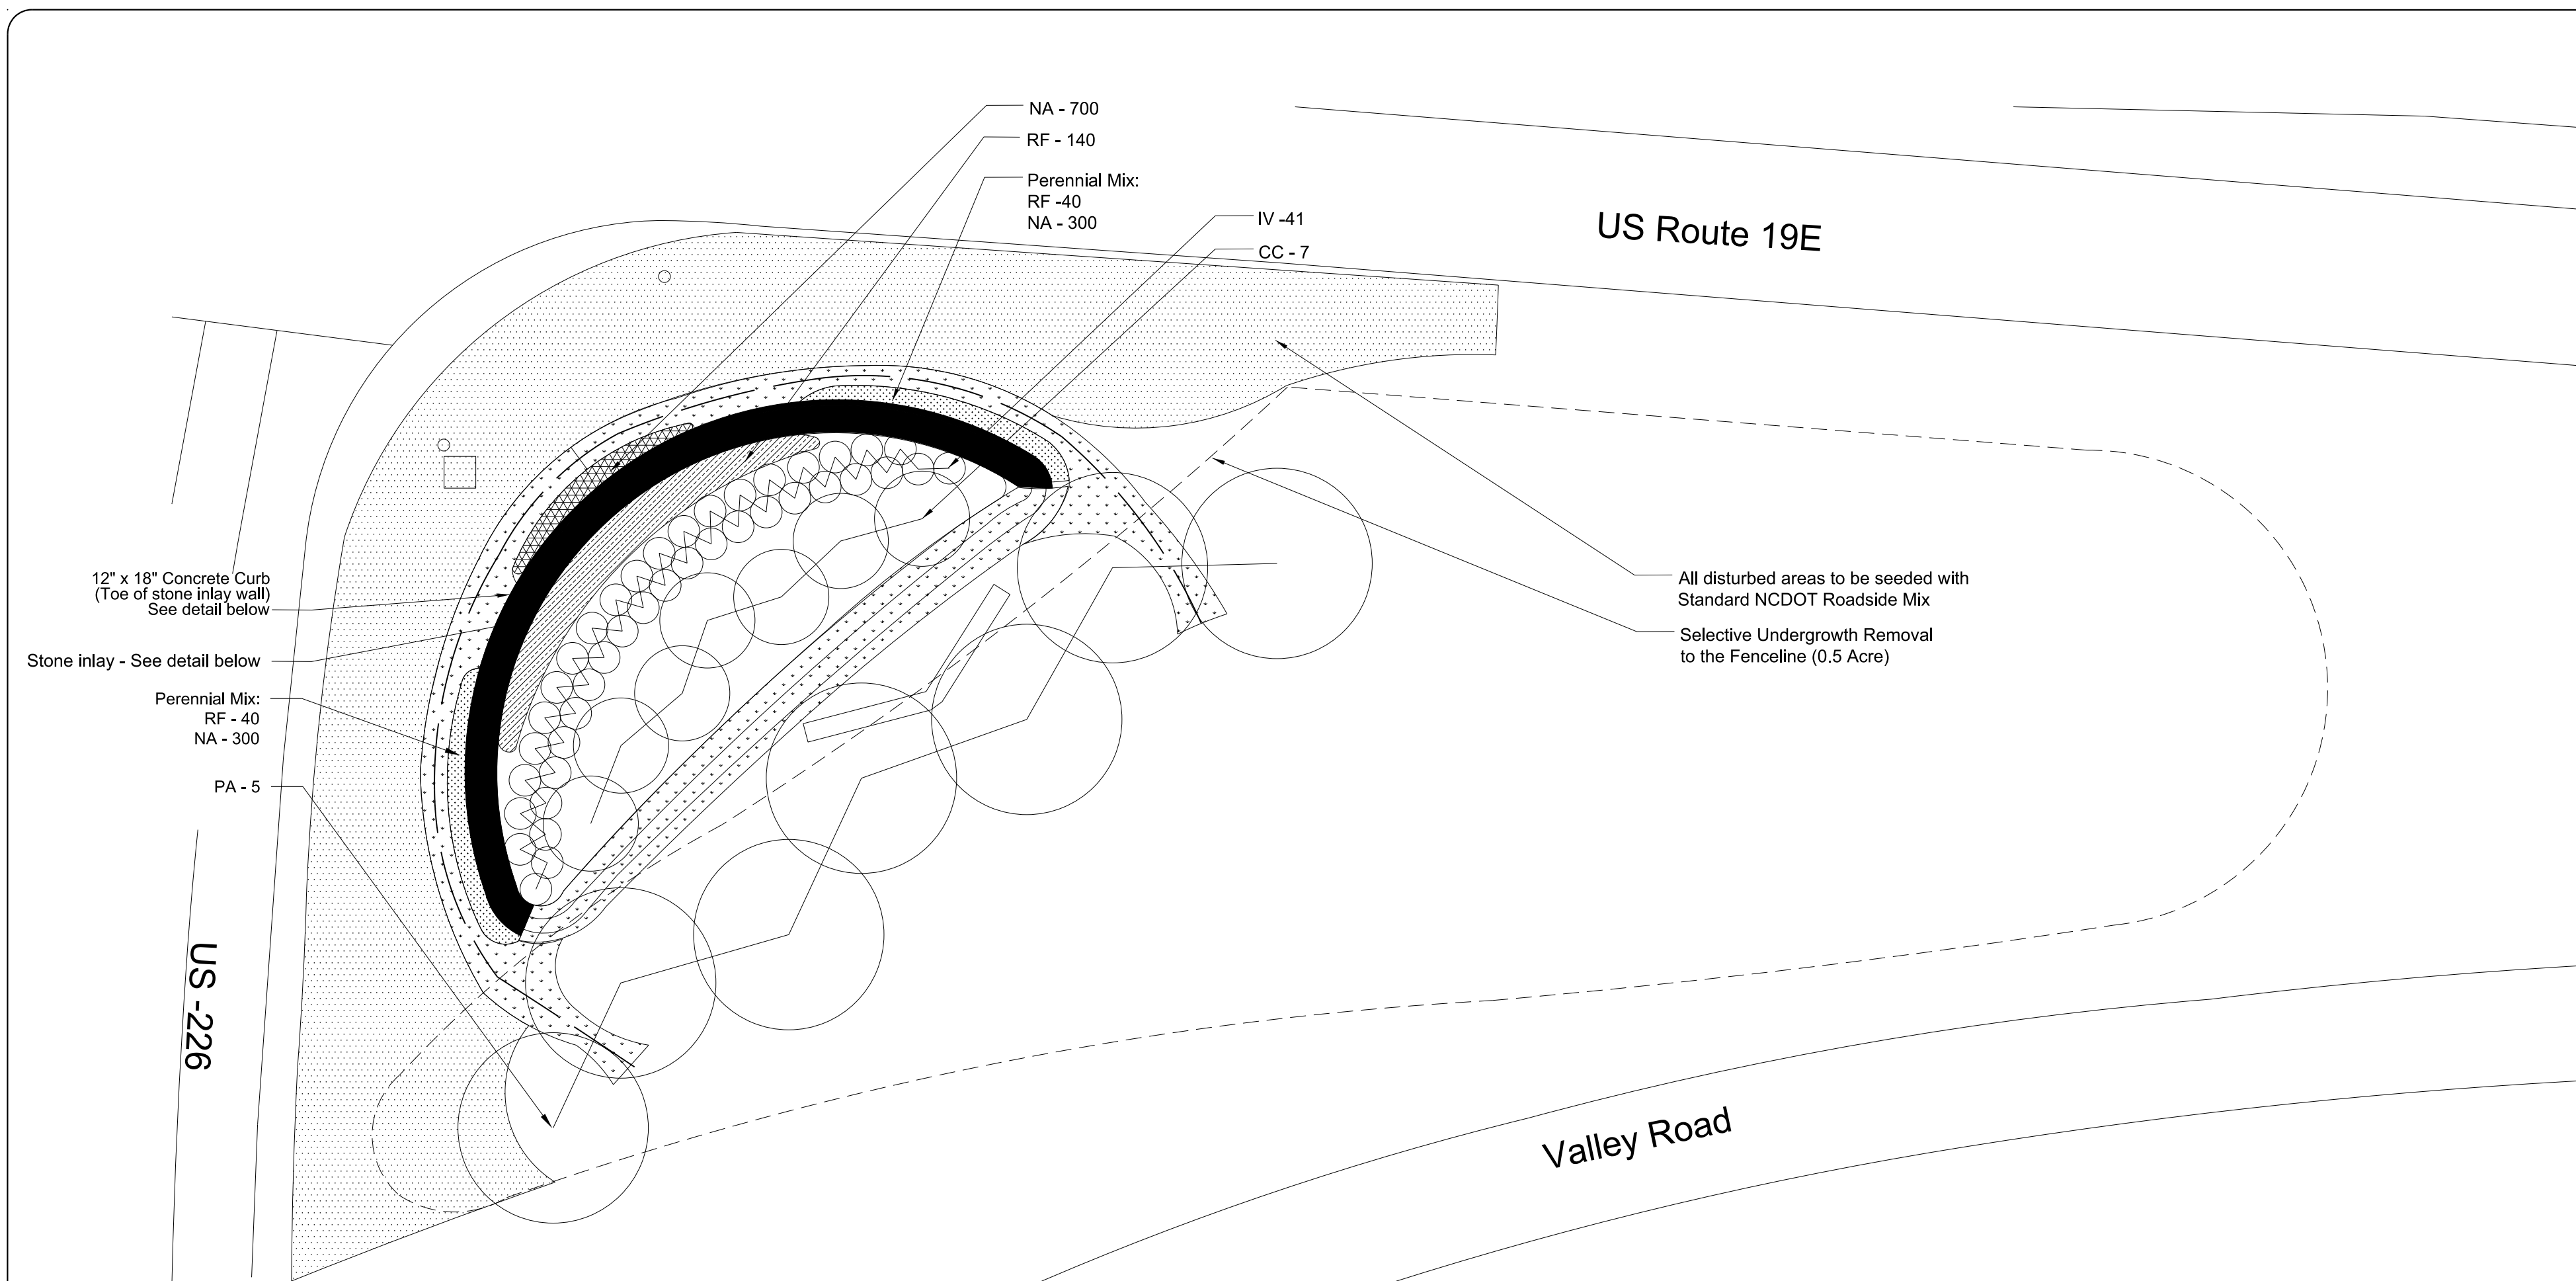 NA - 700
RF - 140
Perennial Mix:
RF -40
NA - 300
IV -41
CC - 7
US Route 19E
12" x 18" Concrete Curb
(Toe of stone inlay wall)
See detail below
Stone inlay - See detail below
Perennial Mix:
RF - 40
NA - 300
PA - 5
All disturbed areas to be seeded with
Standard NCDOT Roadside Mix
Selective Undergrowth Removal
to the Fenceline (0.5 Acre)
US -226
Valley Road